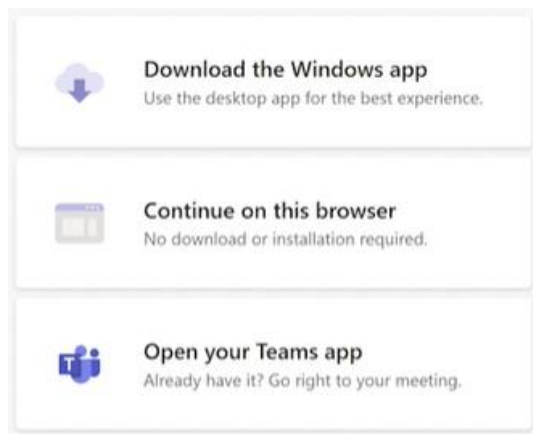 Download the Windows app
Use the desktop app for the best experience.
Continue on this browser
No download or installation required.
T
Open your Teams app
Already have it? Go right to your meeting.